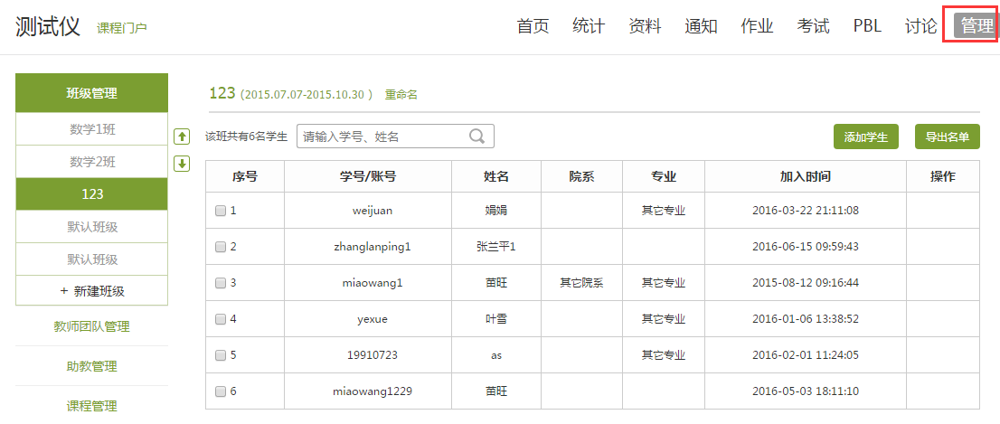 测试仪 课程门户 首页 统计 资料 通知 作业 考试 PBL 讨论 管理
班级管理
数学1班
数学2班
123
默认班级
默认班级
+ 新建班级
教师团队管理
助教管理
课程管理
123 (2015.07.07-2015.10.30 ) 重命名
该班共有6名学生 请输入学号、姓名 添加学生 导出名单
序号 学号/账号 姓名 院系 专业 加入时间 操作
1 weijuan 娟娟 其它专业 2016-03-22 21:11:08
2 zhanglanping1 张兰平1 2016-06-15 09:59:43
3 miaowang1 苗旺 其它院系 其它专业 2015-08-12 09:16:44
4 yexue 叶雪 其它专业 2016-01-06 13:38:52
5 19910723 as 其它专业 2016-02-01 11:24:05
6 miaowang1229 苗旺 2016-05-03 18:11:10